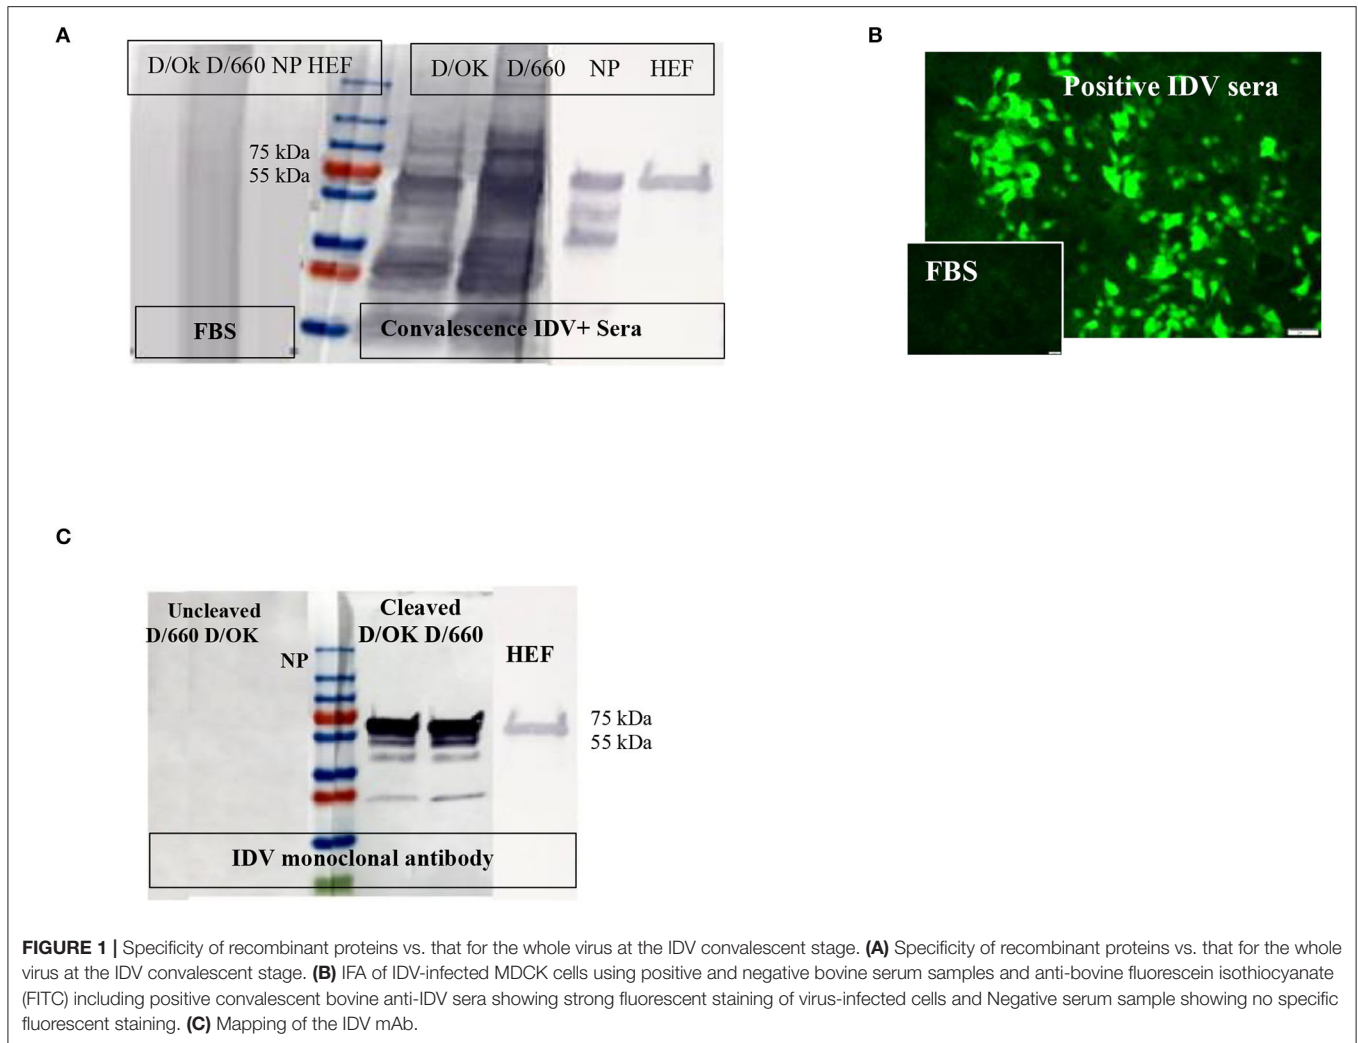 A
D/Ok D/660 NP HEF
D/OK D/660 NP HEF
75 kDa
55 kDa
FBS
Convalescence IDV+ Sera
B
Positive IDV sera
FBS
C
Uncleaved
D/660 D/OK
NP
Cleaved
D/OK D/660
HEF
75 kDa
55 kDa
IDV monoclonal antibody
FIGURE 1 | Specificity of recombinant proteins vs. that for the whole virus at the IDV convalescent stage. (A) Specificity of recombinant proteins vs. that for the whole
virus at the IDV convalescent stage. (B) IFA of IDV-infected MDCK cells using positive and negative bovine serum samples and anti-bovine fluorescein isothiocyanate
(FITC) including positive convalescent bovine anti-IDV sera showing strong fluorescent staining of virus-infected cells and Negative serum sample showing no specific
fluorescent staining. (C) Mapping of the IDV mAb.